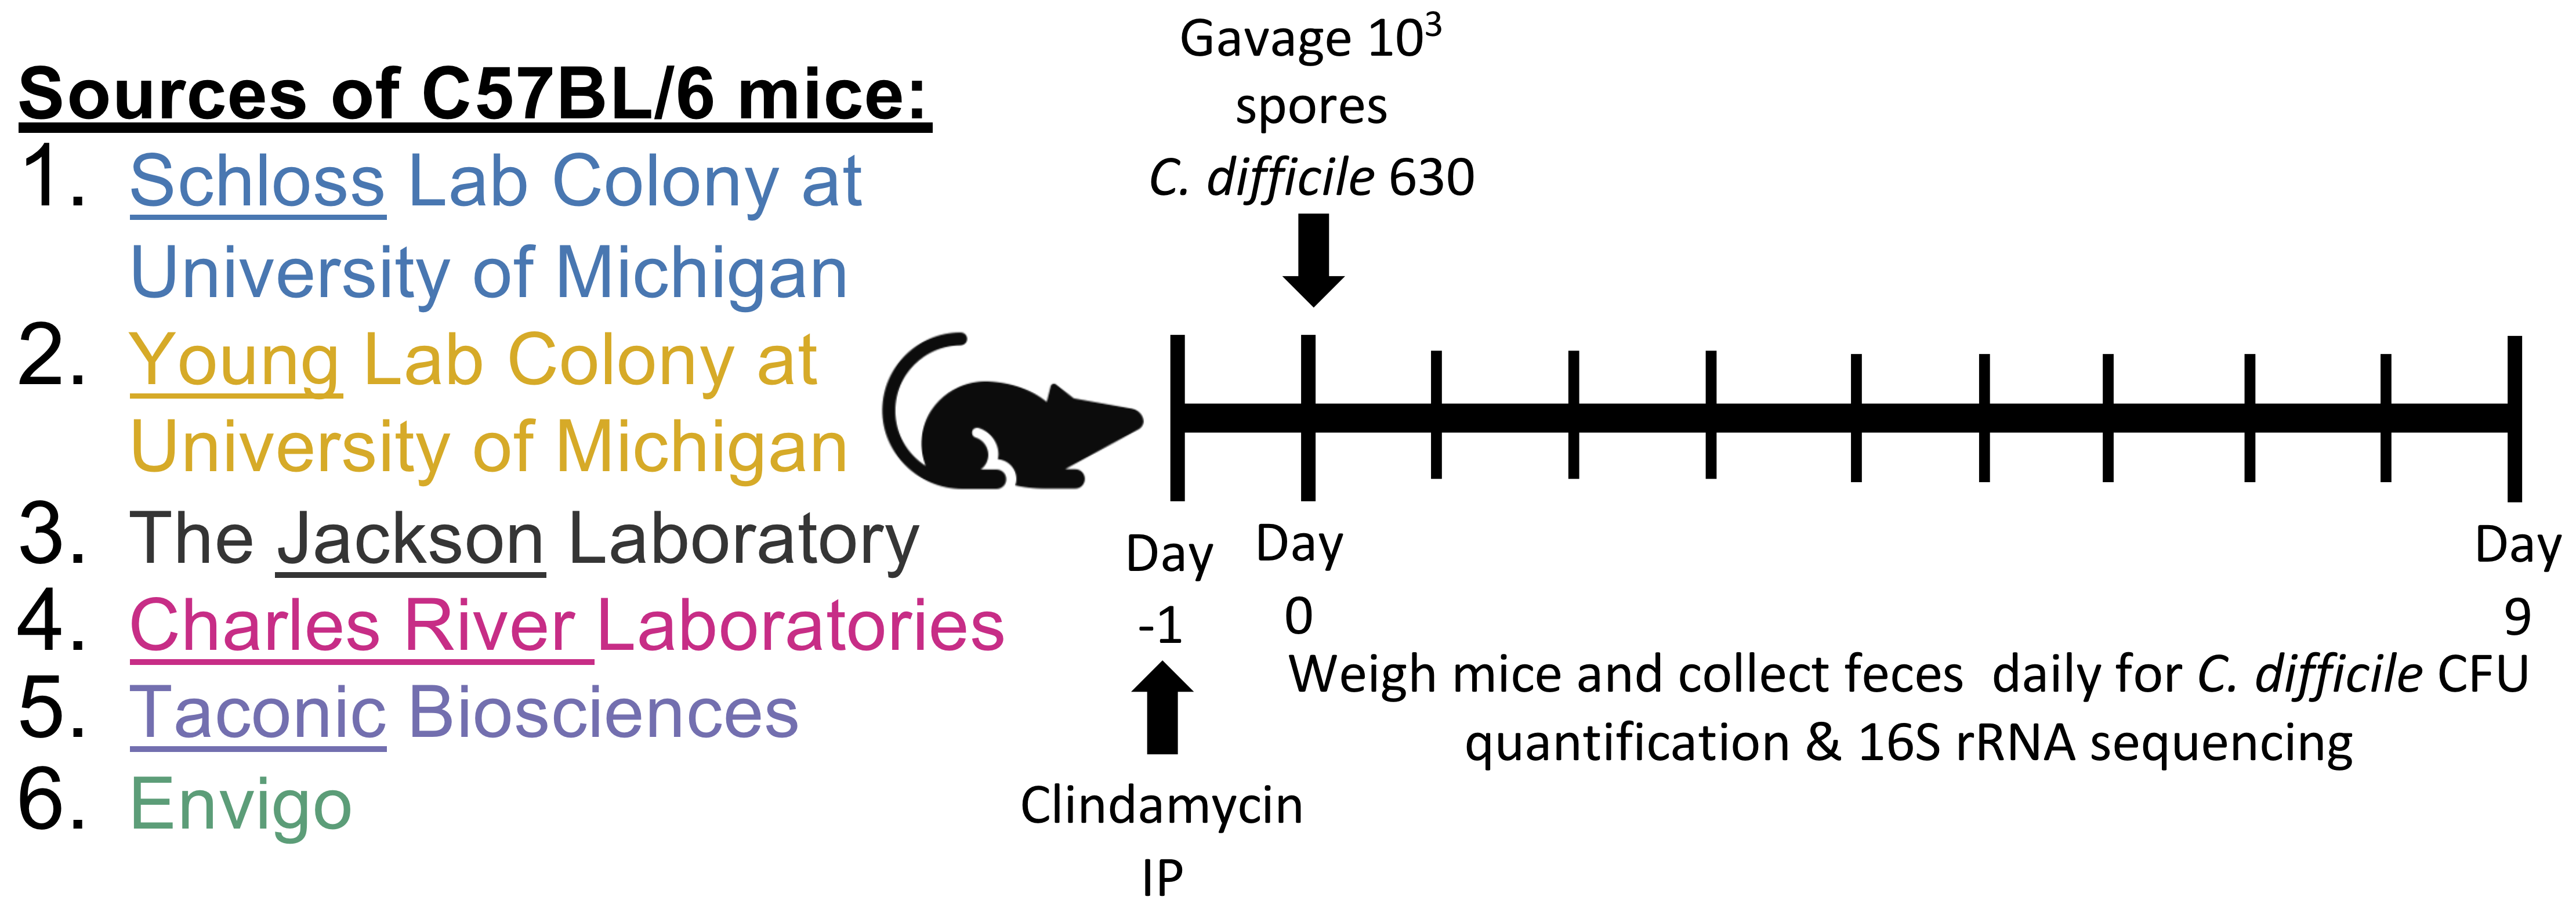 Sources of C57BL/6 mice:
1. Schloss Lab Colony at
University of Michigan
2. Young Lab Colony at
University of Michigan
3. The Jackson Laboratory
4. Charles River Laboratories
5. Taconic Biosciences
6. Envigo
Gavage 10³
spores
C. difficile 630
Day
-1
Day
0
Day
9
Clindamycin
IP
Weigh mice and collect feces  daily for C. difficile CFU
quantification & 16S rRNA sequencing